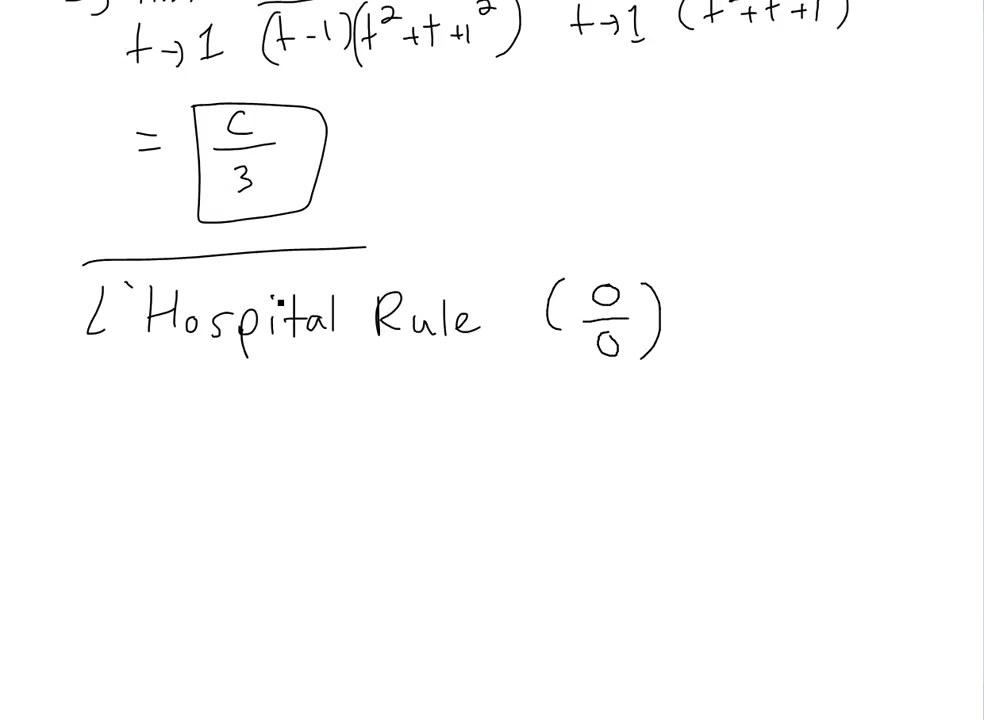 t→1 (t-1)(t²+t+1²) t→1 (t²+t+1)
= c/3
L`Hospital Rule (0/0)